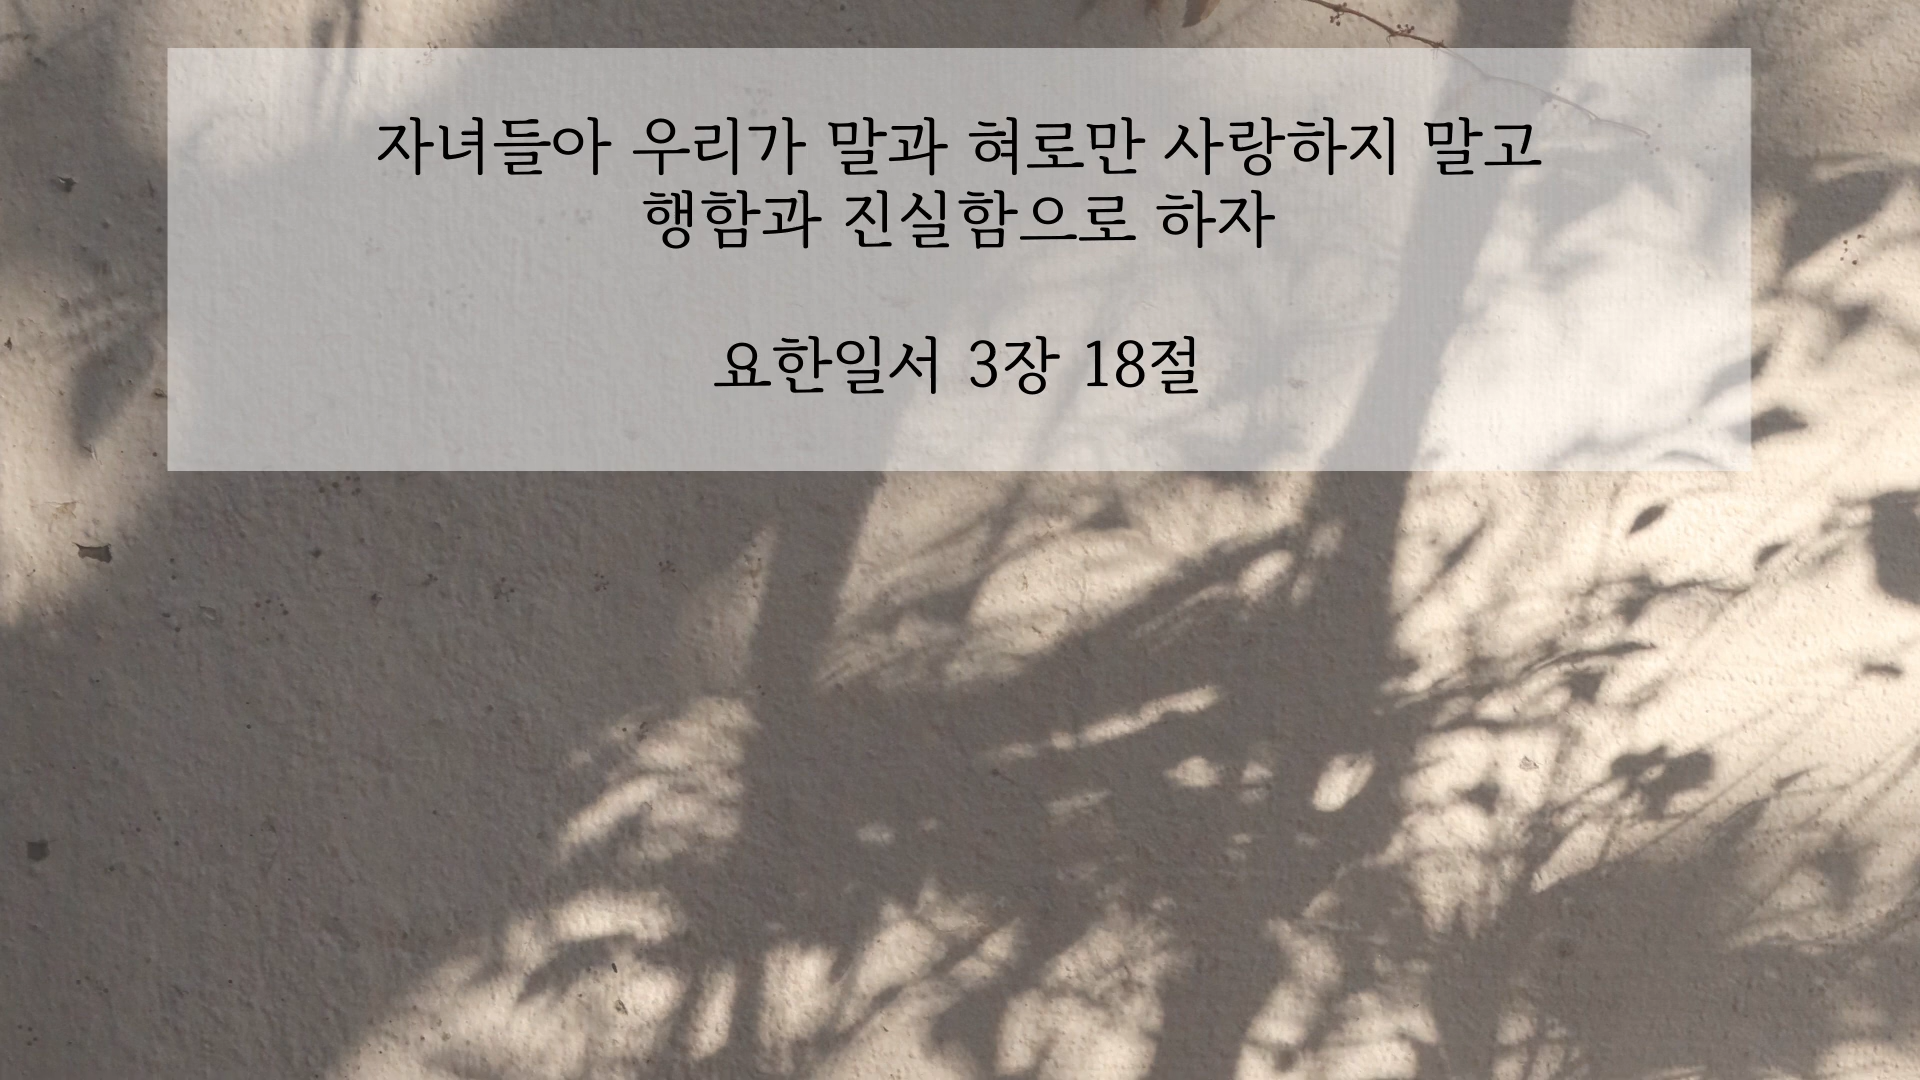 자녀들아 우리가 말과 혀로만 사랑하지 말고
행함과 진실함으로 하자
요한일서 3장 18절